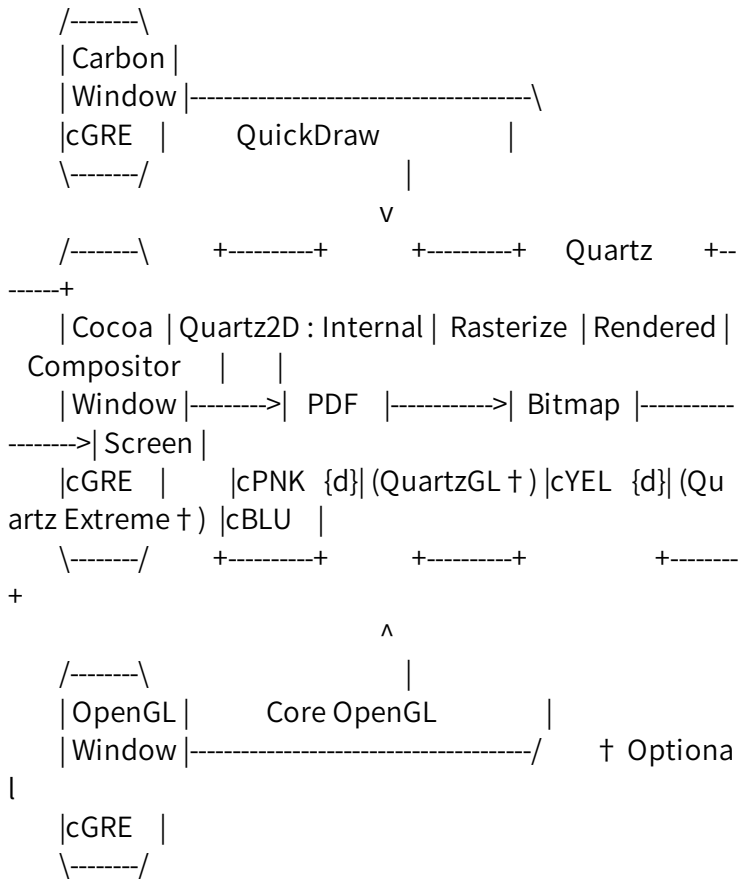 /--------\
| Carbon |
| Window |---------------------------------------\
|cGRE   |         QuickDraw                |
\--------/                                     |
v
/--------\         +----------+            +----------+     Quartz       +--
------+
| Cocoa  | Quartz2D : Internal |  Rasterize  | Rendered |
Compositor     |       |
| Window |--------->|   PDF   |------------>|  Bitmap  |-----------
-------->| Screen |
|cGRE   |         |cPNK   {d}| (QuartzGL † ) |cYEL   {d}| (Qu
artz Extreme † )  |cBLU    |
\--------/         +----------+            +----------+                  +--------
+
^
/--------\                                     |
| OpenGL |          Core OpenGL              |
| Window |---------------------------------------/        †  Optiona
l
|cGRE   |
\--------/